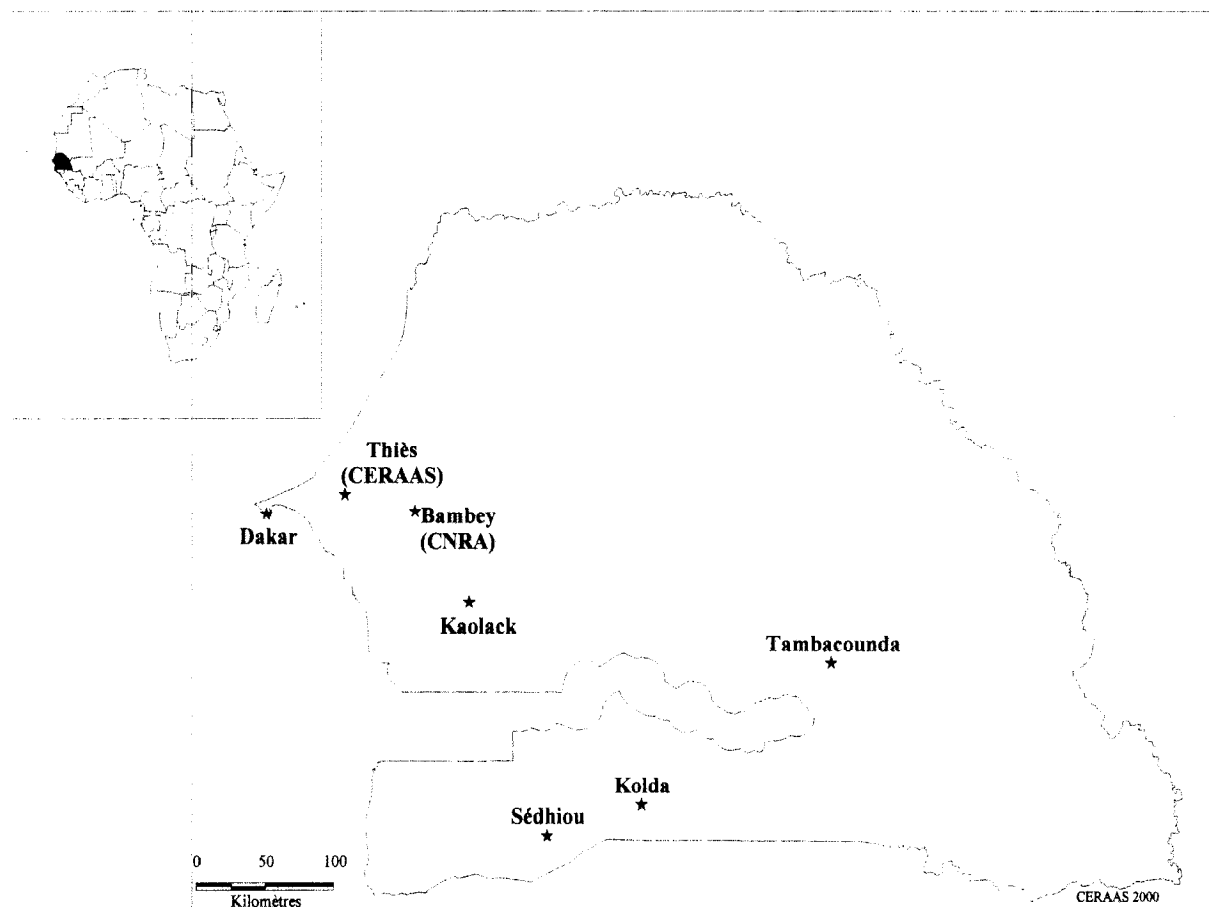 Thiès
(CERAAS)
Dakar
Bambey
(CNRA)
Kaolack
Tambacounda
Kolda
Sédhiou
0 50 100
Kilomètres
CERAAS 2000